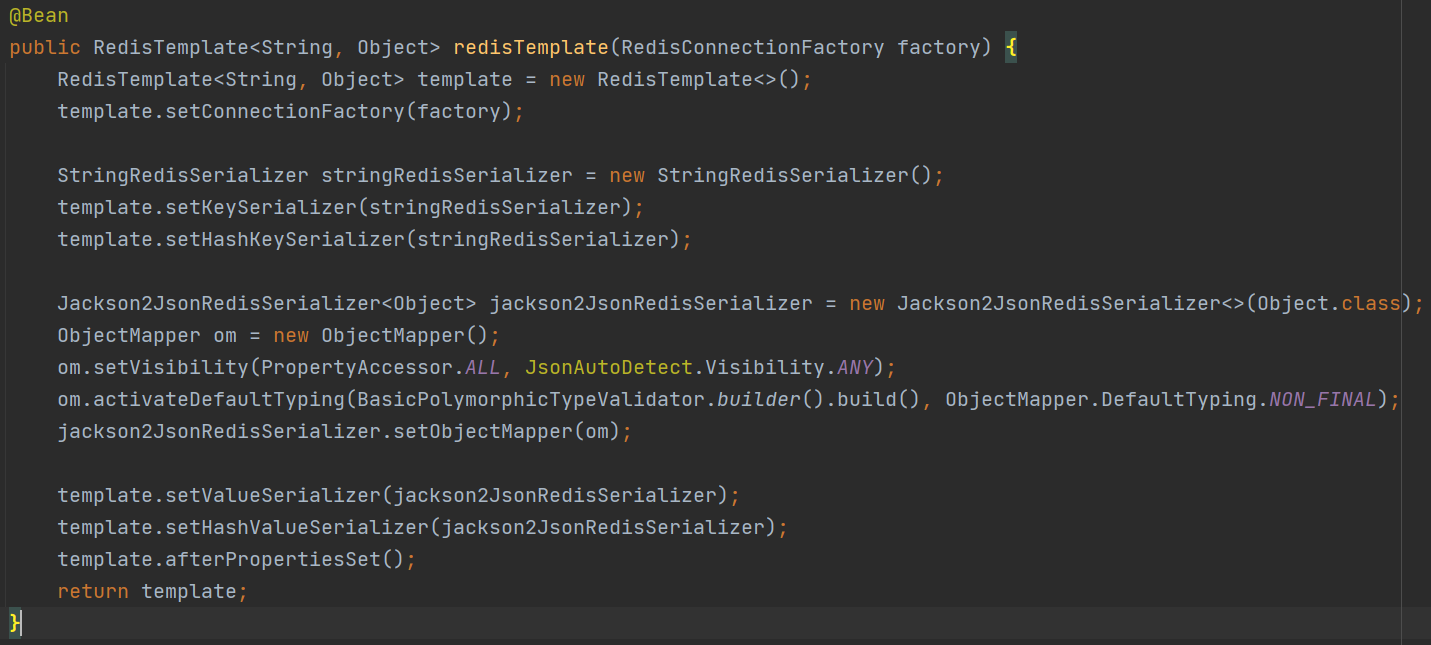 @Bean
public RedisTemplate<String, Object> redisTemplate(RedisConnectionFactory factory) {
    RedisTemplate<String, Object> template = new RedisTemplate<>();
    template.setConnectionFactory(factory);

    StringRedisSerializer stringRedisSerializer = new StringRedisSerializer();
    template.setKeySerializer(stringRedisSerializer);
    template.setHashKeySerializer(stringRedisSerializer);

    Jackson2JsonRedisSerializer<Object> jackson2JsonRedisSerializer = new Jackson2JsonRedisSerializer<>(Object.class);
    ObjectMapper om = new ObjectMapper();
    om.setVisibility(PropertyAccessor.ALL, JsonAutoDetect.Visibility.ANY);
    om.activateDefaultTyping(BasicPolymorphicTypeValidator.builder().build(), ObjectMapper.DefaultTyping.NON_FINAL);
    jackson2JsonRedisSerializer.setObjectMapper(om);

    template.setValueSerializer(jackson2JsonRedisSerializer);
    template.setHashValueSerializer(jackson2JsonRedisSerializer);
    template.afterPropertiesSet();
    return template;
}